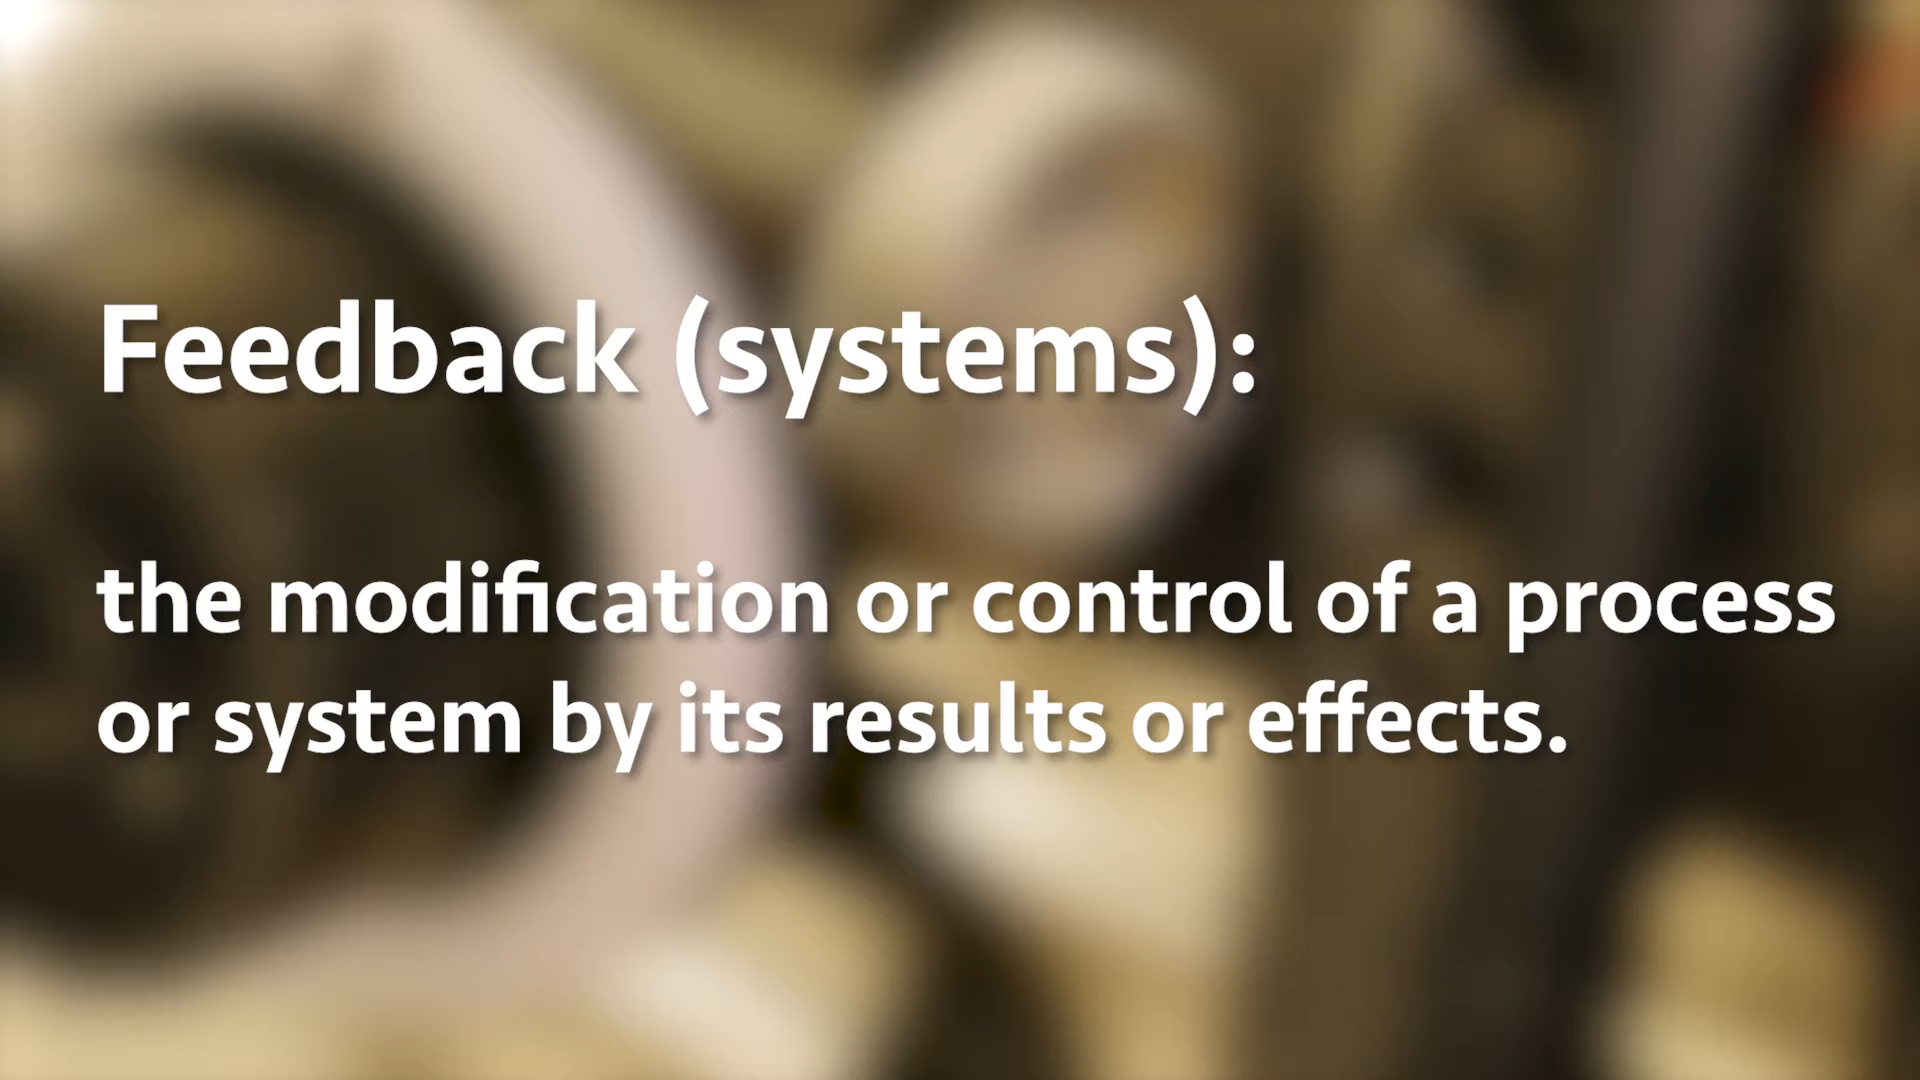 Feedback (systems):
the modification or control of a process
or system by its results or effects.